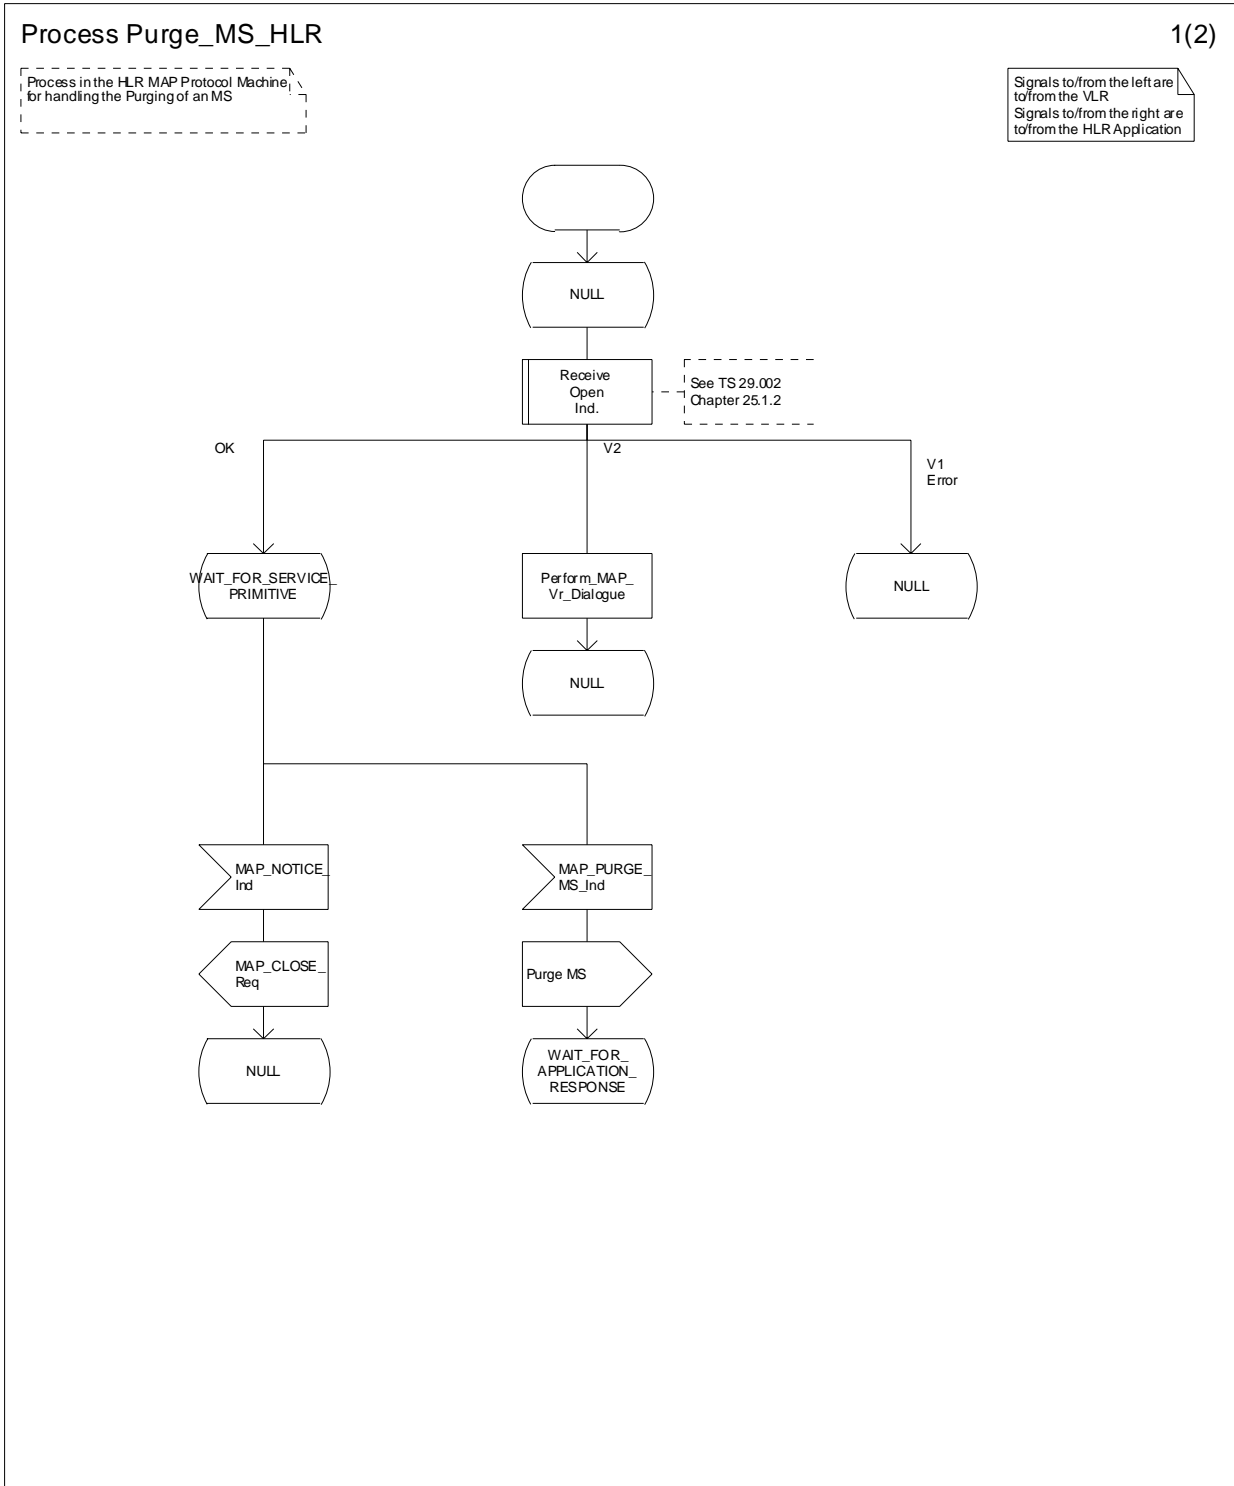 Process Purge_MS_HLR
1(2)
Process in the HLR MAP Protocol Machine
for handling the Purging of an MS
Signals to/from the left are
to/from the VLR
Signals to/from the right are
to/from the HLR Application
NULL
Receive
Open
Ind.
See TS 29.002
Chapter 25.1.2
OK
V2
V1
Error
WAIT_FOR_SERVICE_
PRIMITIVE
Perform_MAP_
Vr_Dialogue
NULL
NULL
MAP_NOTICE_
Ind
MAP_PURGE_
MS_Ind
MAP_CLOSE_
Req
Purge MS
NULL
WAIT_FOR_
APPLICATION_
RESPONSE